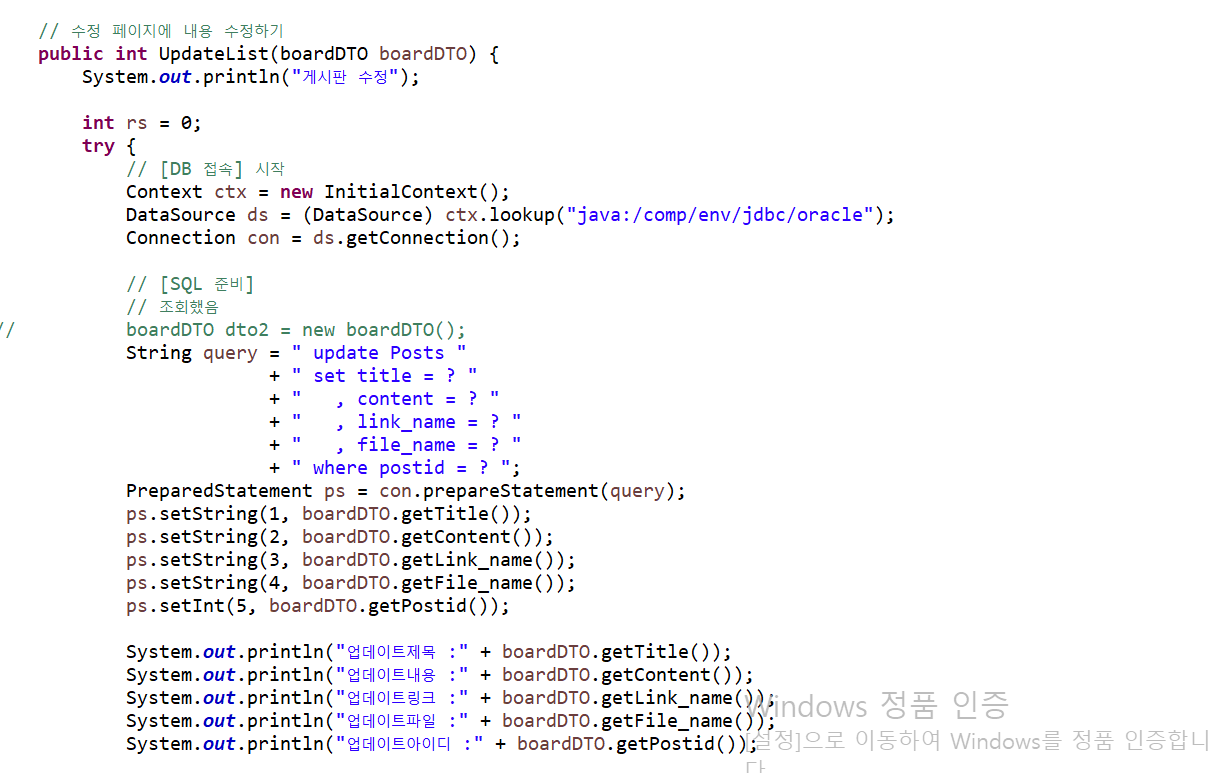 // 수정 페이지에 내용 수정하기
public int UpdateList(boardDTO boardDTO) {
System.out.println("게시판 수정");
int rs = 0;
try {
// [DB 접속] 시작
Context ctx = new InitialContext();
DataSource ds = (DataSource) ctx.lookup("java:/comp/env/jdbc/oracle");
Connection con = ds.getConnection();
// [SQL 준비]
// 조회했음
// boardDTO dto2 = new boardDTO();
String query = " update Posts "
+ " set title = ? "
+ "   , content = ? "
+ "   , link_name = ? "
+ "   , file_name = ? "
+ " where postid = ? ";
PreparedStatement ps = con.prepareStatement(query);
ps.setString(1, boardDTO.getTitle());
ps.setString(2, boardDTO.getContent());
ps.setString(3, boardDTO.getLink_name());
ps.setString(4, boardDTO.getFile_name());
ps.setInt(5, boardDTO.getPostid());
System.out.println("업데이트제목 :" + boardDTO.getTitle());
System.out.println("업데이트내용 :" + boardDTO.getContent());
System.out.println("업데이트링크 :" + boardDTO.getLink_name());
System.out.println("업데이트파일 :" + boardDTO.getFile_name());
System.out.println("업데이트아이디 :" + boardDTO.getPostid());
Windows 정품 인증
[설정]으로 이동하여 Windows를 정품 인증합니
다